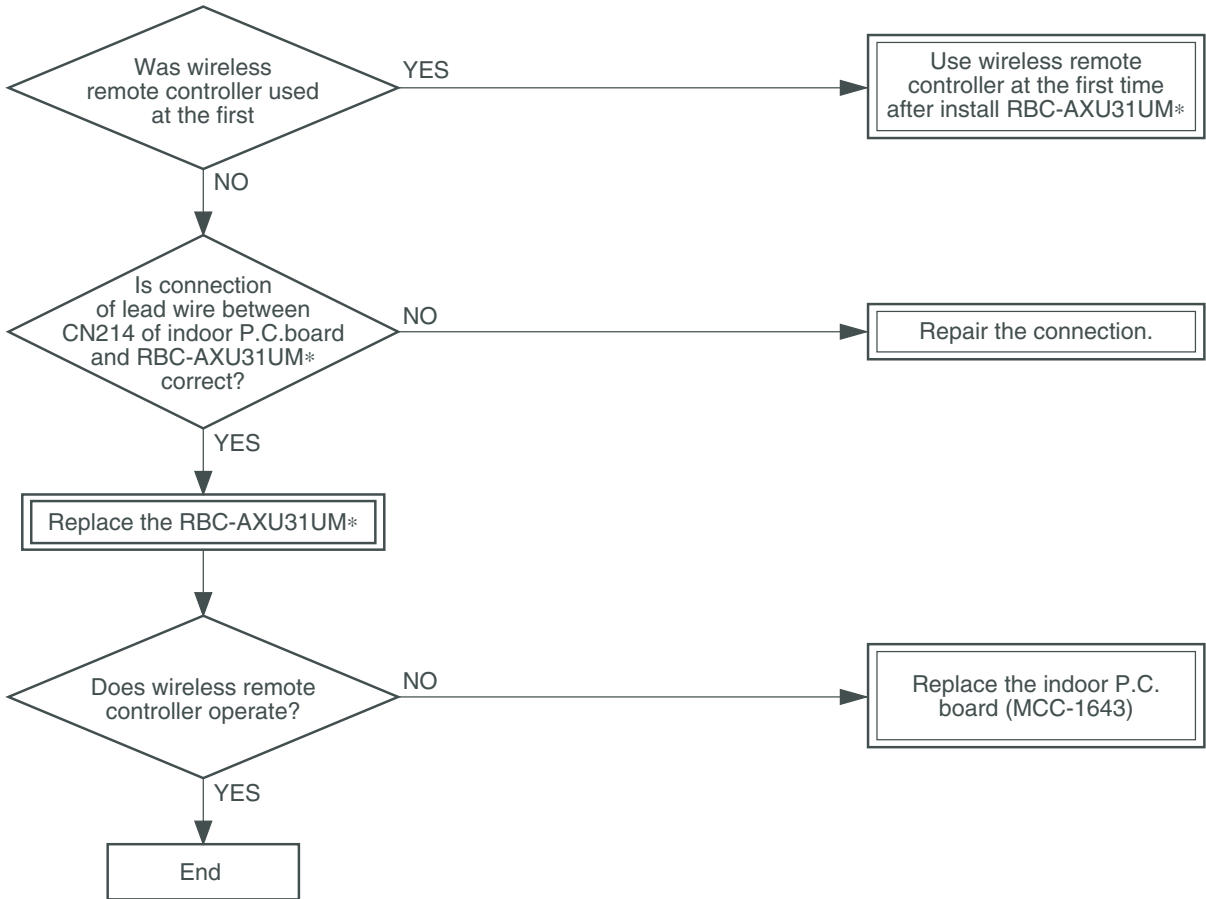 Was wireless
remote controller used
at the first
YES
Use wireless remote
controller at the first time
after install RBC-AXU31UM*
NO
Is connection
of lead wire between
CN214 of indoor P.C.board
and RBC-AXU31UM*
correct?
NO
Repair the connection.
YES
Replace the RBC-AXU31UM*
Does wireless remote
controller operate?
NO
Replace the indoor P.C.
board (MCC-1643)
YES
End